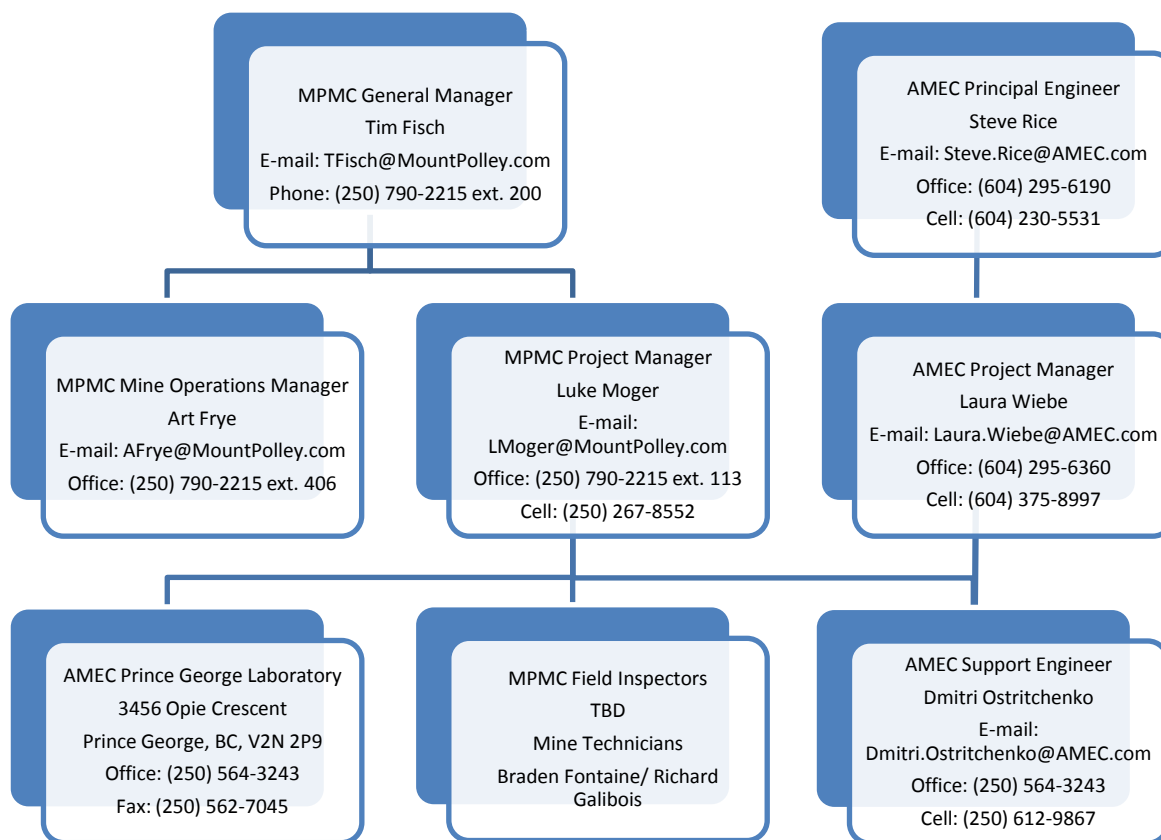 MPMC General Manager
Tim Fisch
E-mail: TFisch@MountPolley.com
Phone: (250) 790-2215 ext. 200
AMEC Principal Engineer
Steve Rice
E-mail: Steve.Rice@AMEC.com
Office: (604) 295-6190
Cell: (604) 230-5531
MPMC Mine Operations Manager
Art Frye
E-mail: AFrye@MountPolley.com
Office: (250) 790-2215 ext. 406
MPMC Project Manager
Luke Moger
E-mail:
LMoger@MountPolley.com
Office: (250) 790-2215 ext. 113
Cell: (250) 267-8552
AMEC Project Manager
Laura Wiebe
E-mail: Laura.Wiebe@AMEC.com
Office: (604) 295-6360
Cell: (604) 375-8997
AMEC Prince George Laboratory
3456 Opie Crescent
Prince George, BC, V2N 2P9
Office: (250) 564-3243
Fax: (250) 562-7045
MPMC Field Inspectors
TBD
Mine Technicians
Braden Fontaine/ Richard
Galibois
AMEC Support Engineer
Dmitri Ostritchenko
E-mail:
Dmitri.Ostritchenko@AMEC.com
Office: (250) 564-3243
Cell: (250) 612-9867